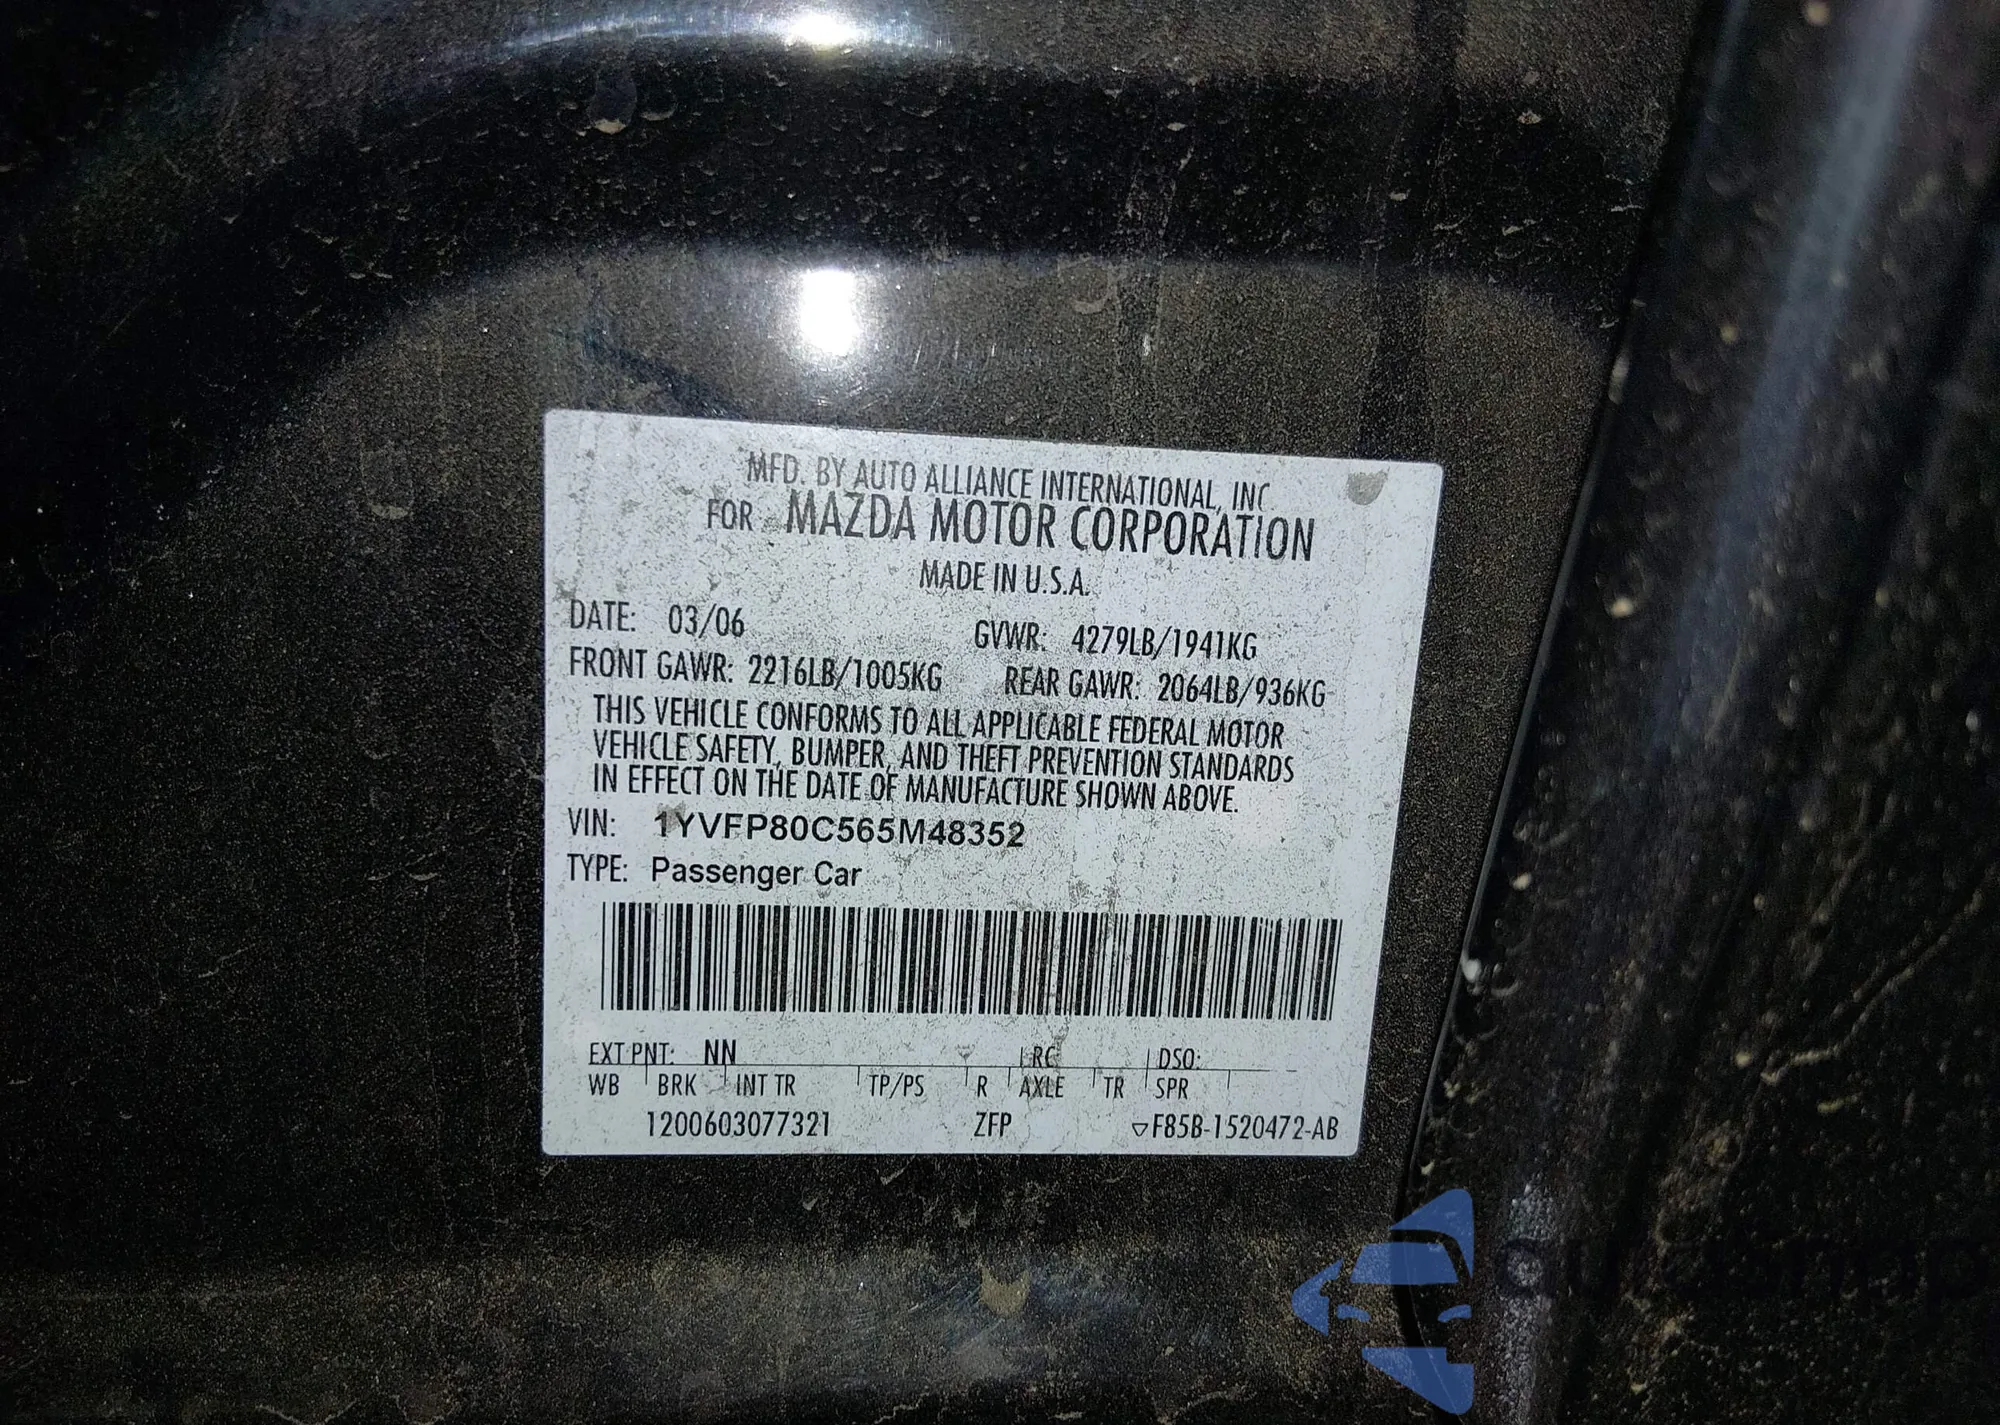 MFD. BY AUTO ALLIANCE INTERNATIONAL, INC
FOR MAZDA MOTOR CORPORATION
MADE IN U.S.A.
DATE: 03/06 GVWR: 4279LB/1941KG
FRONT GAWR: 2216LB/1005KG REAR GAWR: 2064LB/936KG
THIS VEHICLE CONFORMS TO ALL APPLICABLE FEDERAL MOTOR
VEHICLE SAFETY, BUMPER, AND THEFT PREVENTION STANDARDS
IN EFFECT ON THE DATE OF MANUFACTURE SHOWN ABOVE.
VIN: 1YVFP80C565M48352
TYPE: Passenger Car
EXT PNT: NN RC DSO:
WB BRK INT TR TP/PS R AXLE TR SPR
1200603077321 ZFP ▽F85B-1520472-AB